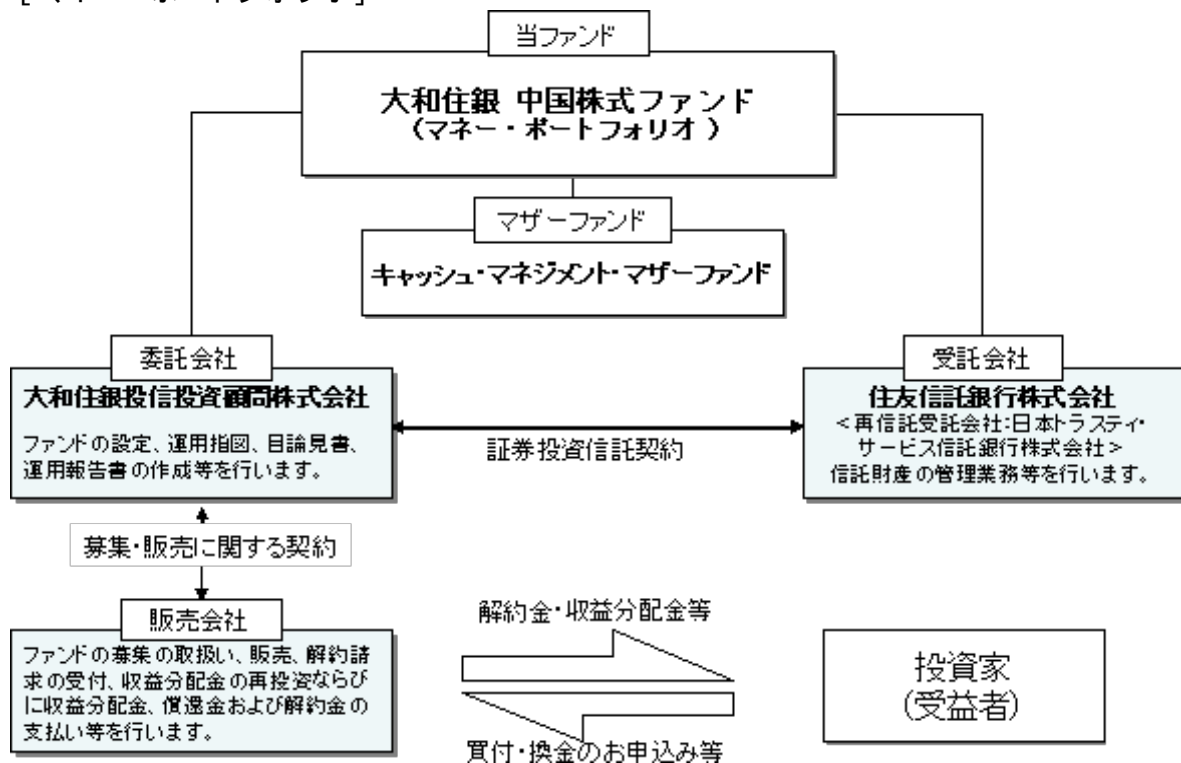 [マネー・ポートフォリオ]
当ファンド
大和住銀 中国株式ファンド
(マネー・ポートフォリオ)
マザーファンド
キャッシュ・マネジメント・マザーファンド
委託会社
大和住銀投信投資顧問株式会社
ファンドの設定、運用指図、目論見書、
運用報告書の作成等を行います。
証券投資信託契約
受託会社
住友信託銀行株式会社
<再信託受託会社:日本トラスティ・
サービス信託銀行株式会社>
信託財産の管理業務等を行います。
募集・販売に関する契約
販売会社
ファンドの募集の取扱い、販売、解約請
求の受付、収益分配金の再投資ならび
に収益分配金、償還金および解約金の
支払い等を行います。
解約金・収益分配金等
買付・換金のお申込み等
投資家
(受益者)